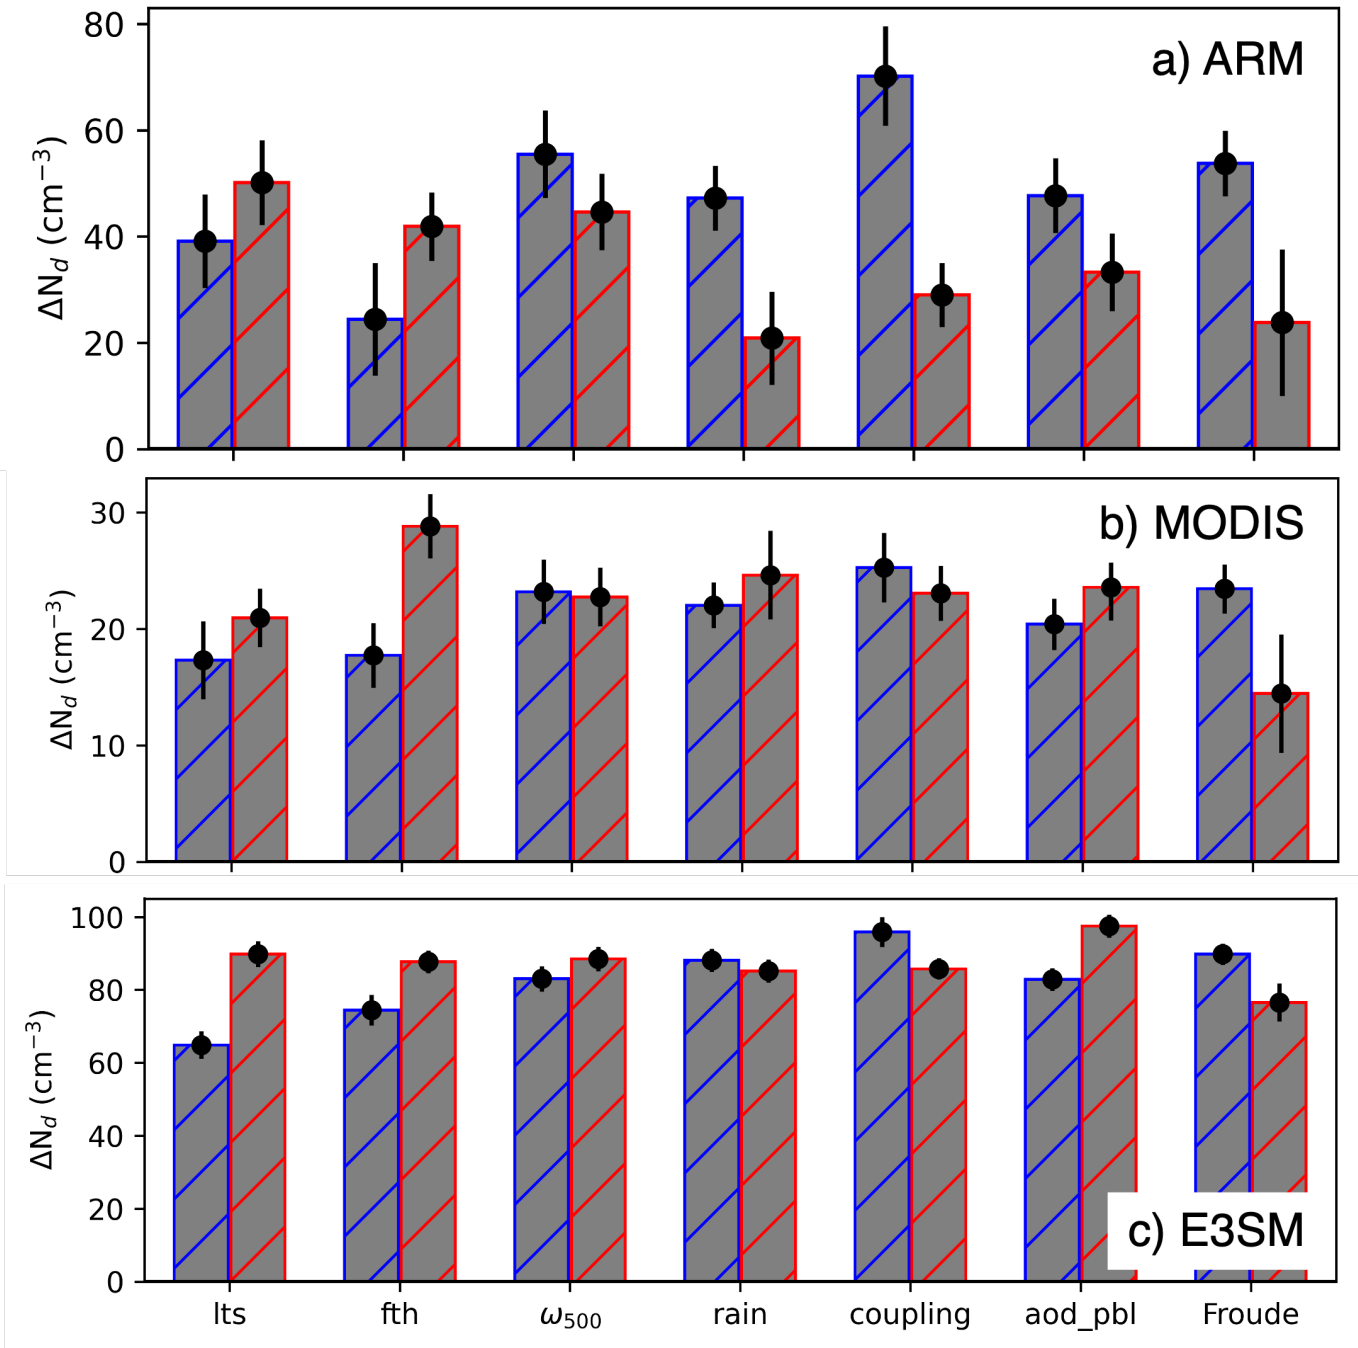 80
60
40
20
0
ΔN_d (cm⁻³)
a) ARM
30
20
10
0
ΔN_d (cm⁻³)
b) MODIS
100
80
60
40
20
0
ΔN_d (cm⁻³)
c) E3SM
lts fth ω₅₀₀ rain coupling aod_pbl Froude